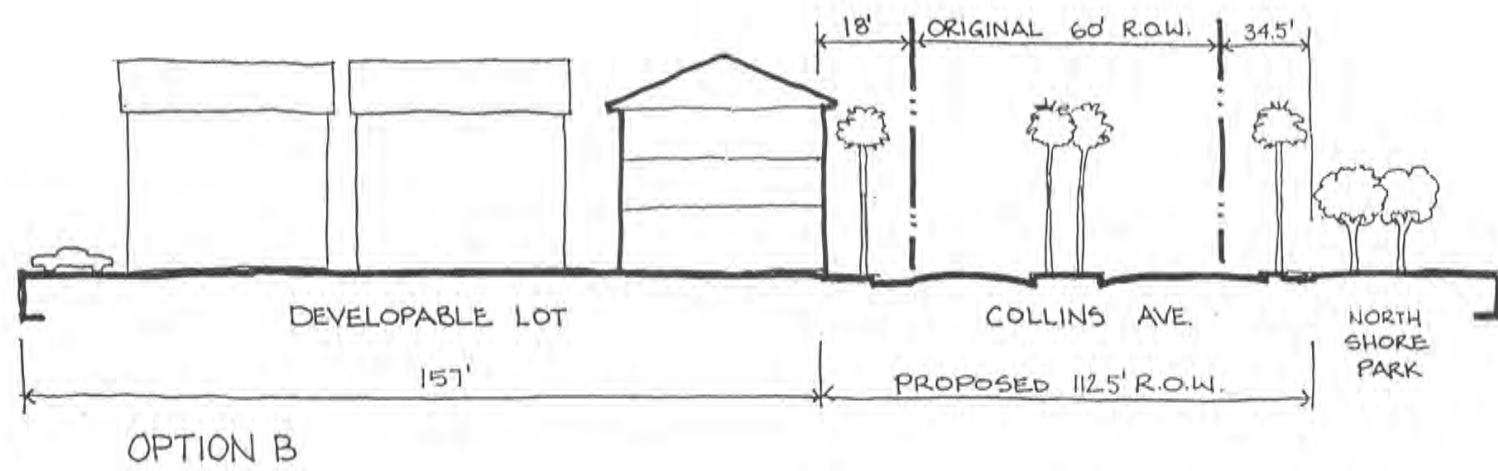 18' ORIGINAL 60' R.O.W. 34.5'
DEVELOPABLE LOT
COLLINS AVE.
NORTH
SHORE
PARK
157'
PROPOSED 112.5' R.O.W.
OPTION B